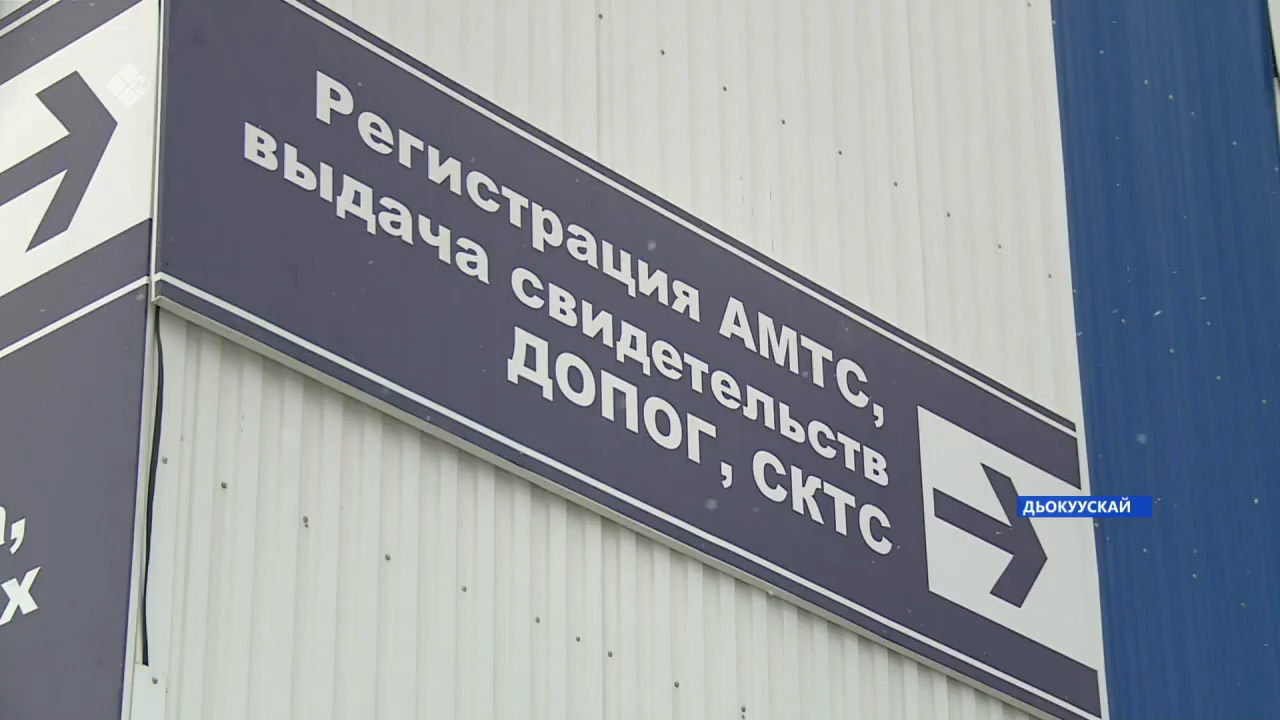 Регистрация АМТС,
выдача свидетельств
ДОПОГ, СКТС
ДЬОКУУСКАЙ